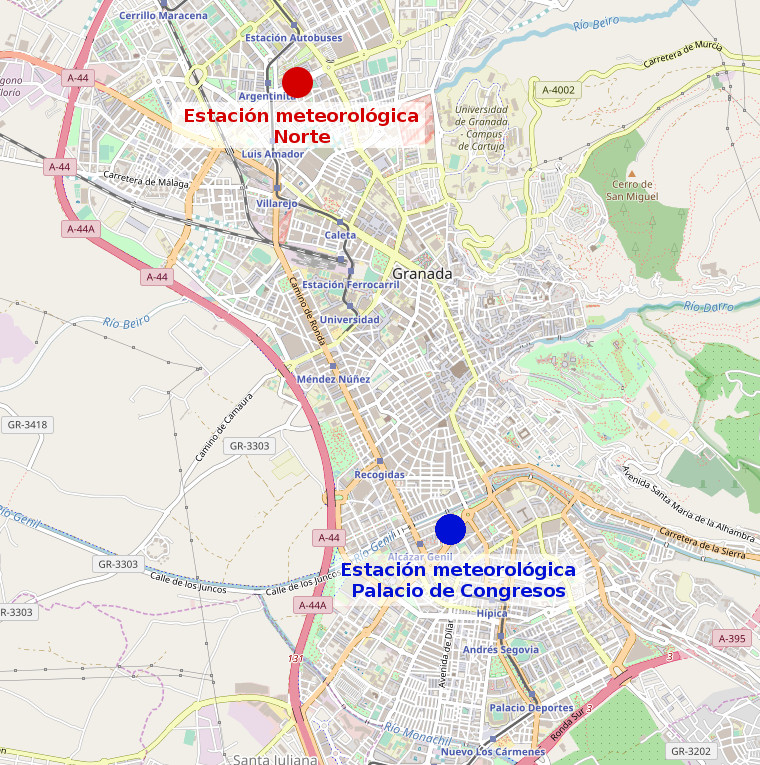 Cerrillo Maracena
Río Beiro
Estación Autobuses
Carretera de Murcia
A-44
A-4002
Argentinita
Estación meteorológica
Norte
Universidad
de Granada
- Campus
de Cartuja
Luis Amador
A-44
Carretera de Málaga
Cerro de
San Miguel
Villarejo
A-44A
Caleta
A-44
Granada
Estación Ferrocarril
Río Darro
Camino de Ronda
Río Beiro
Universidad
Méndez Núñez
Camino de Camaura
GR-3418
GR-3303
Recogidas
Avenida Santa María de la Alhambra
Río Genil
A-44
Río Genil
Carretera de la Sierra
Alcázar Genil
GR-3303
Estación meteorológica
Palacio de Congresos
Calle de los Juncos
Calle de los Juncos
A-44A
GR-3303
Hípica
A-395
Andrés Segovia
Avenida de Dílar
131
3
Palacio Deportes
3
Ronda Sur
Río Monachil
Nuevo Los Cármenes
GR-3202
Santa Juliana